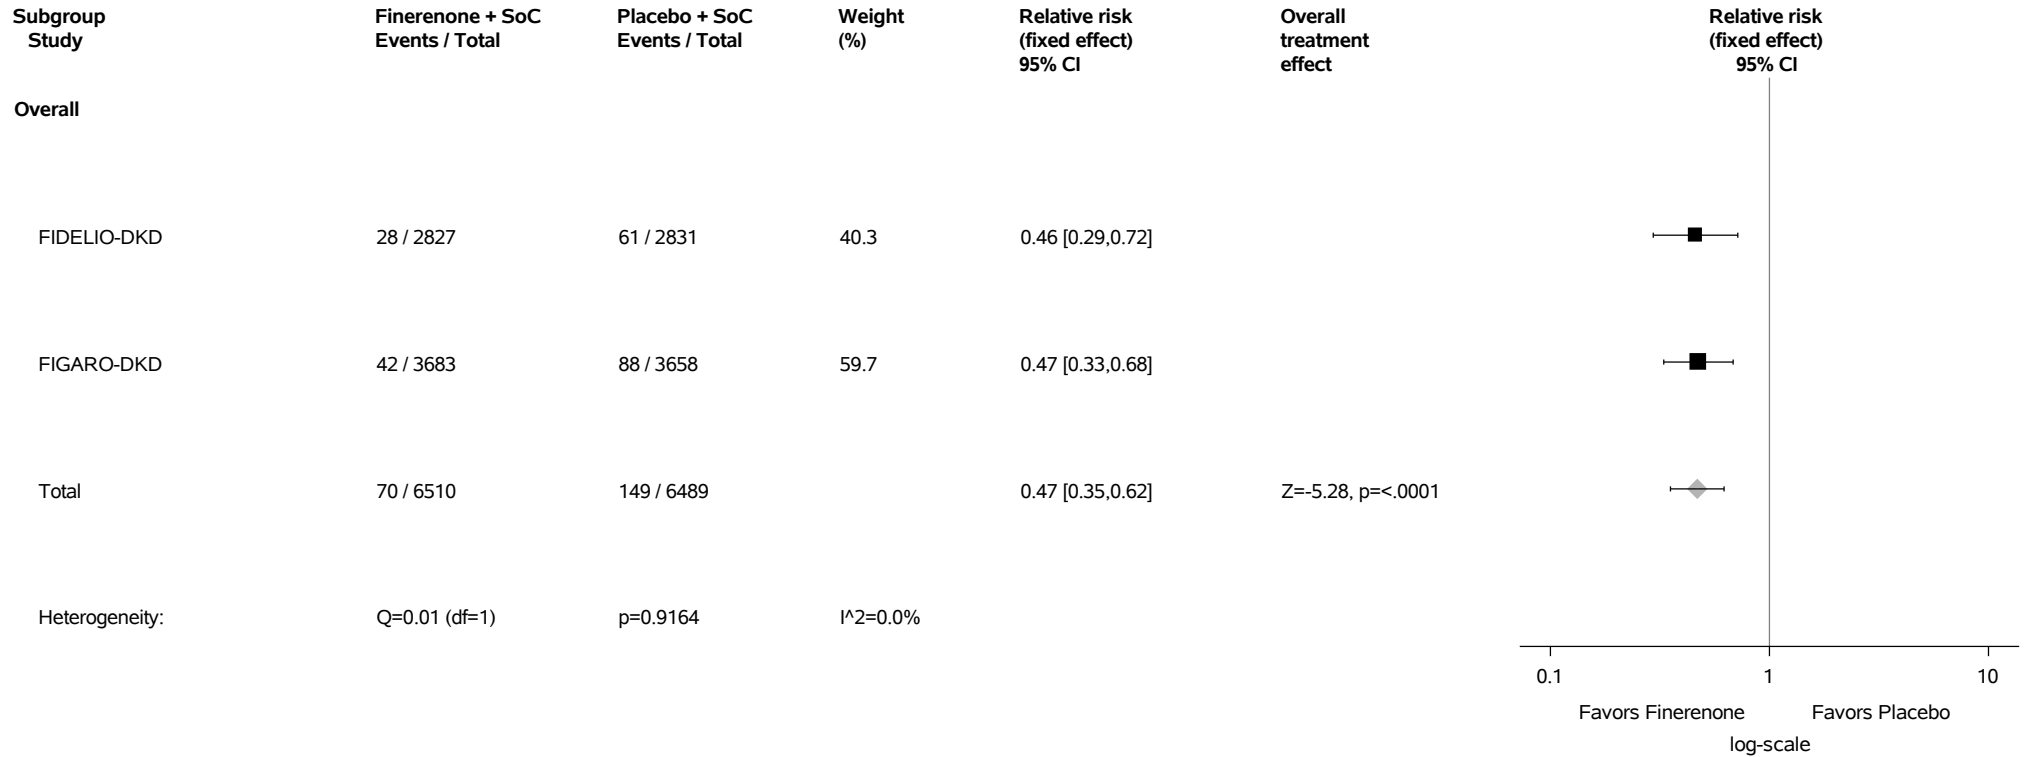 Subgroup Finerenone + SoC Placebo + SoC Weight Relative risk Overall Relative risk
Study Events / Total Events / Total (%) (fixed effect) treatment (fixed effect)
95% CI effect 95% CI
Overall
FIDELIO-DKD 28 / 2827 61 / 2831 40.3 0.46 [0.29,0.72]
FIGARO-DKD 42 / 3683 88 / 3658 59.7 0.47 [0.33,0.68]
Total 70 / 6510 149 / 6489 0.47 [0.35,0.62] Z=-5.28, p=<.0001
Heterogeneity: Q=0.01 (df=1) p=0.9164 I^2=0.0%
0.1 1 10
Favors Finerenone Favors Placebo
log-scale